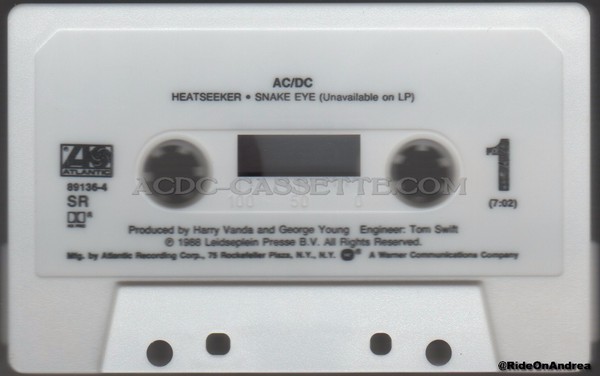 AC/DC
HEATSEEKER • SNAKE EYE (Unavailable on LP)
ATLANTIC
89136-4
SR
1
(7:02)
ACDC-CASSETTE.COM
100 50
Produced by Harry Vanda and George Young Engineer: Tom Swift
℗ 1988 Leidseplein Presse B.V. All Rights Reserved.
Mfg. by Atlantic Recording Corp., 75 Rockefeller Plaza, N.Y., N.Y. A Warner Communications Company
@RideOnAndrea